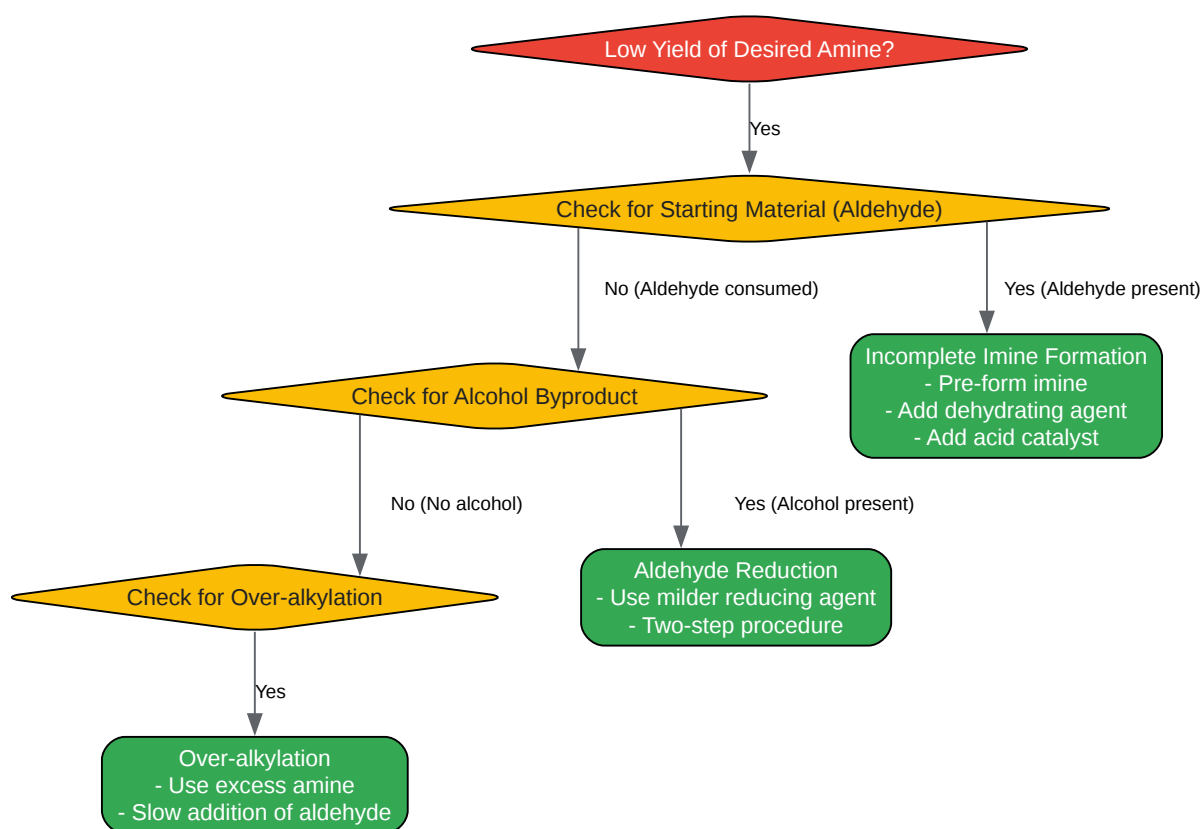 Low Yield of Desired Amine?
Yes
Check for Starting Material (Aldehyde)
No (Aldehyde consumed)
Yes (Aldehyde present)
Incomplete Imine Formation
- Pre-form imine
- Add dehydrating agent
- Add acid catalyst
Check for Alcohol Byproduct
No (No alcohol)
Yes (Alcohol present)
Aldehyde Reduction
- Use milder reducing agent
- Two-step procedure
Check for Over-alkylation
Yes
Over-alkylation
- Use excess amine
- Slow addition of aldehyde